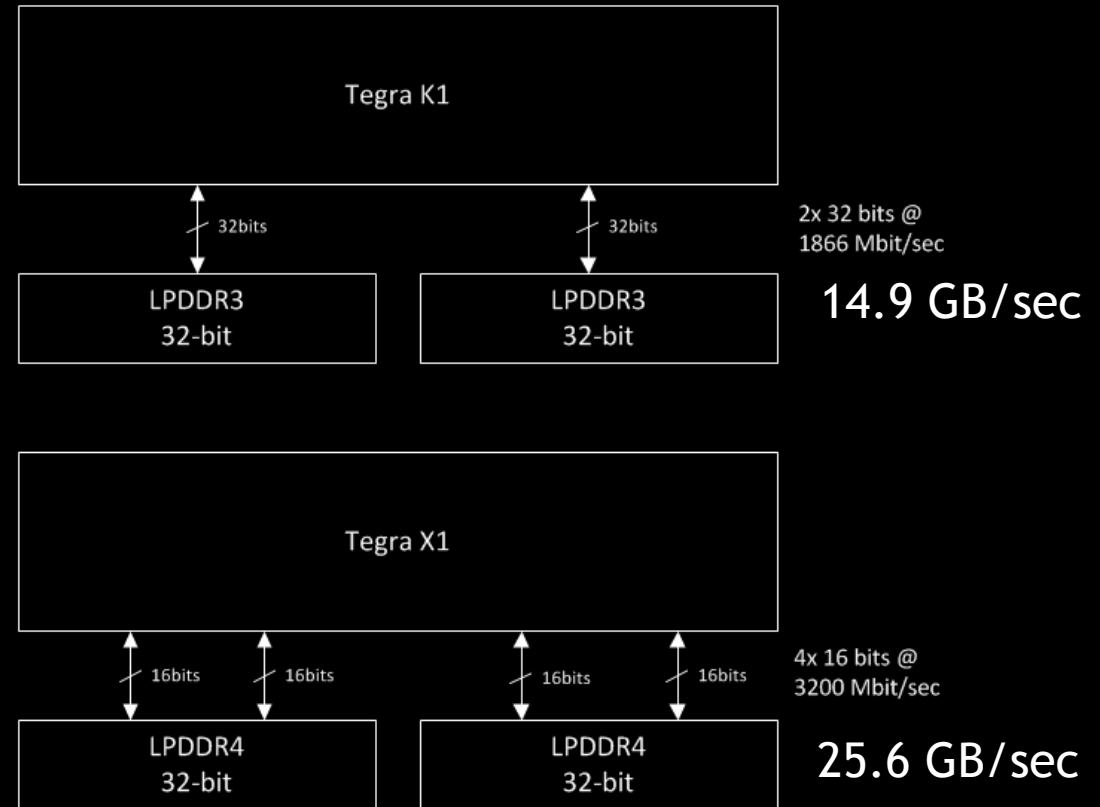 Tegra K1
32bits
32bits
2x 32 bits @
1866 Mbit/sec
LPDDR3
32-bit
LPDDR3
32-bit
14.9 GB/sec
Tegra X1
16bits
16bits
16bits
16bits
4x 16 bits @
3200 Mbit/sec
LPDDR4
32-bit
LPDDR4
32-bit
25.6 GB/sec